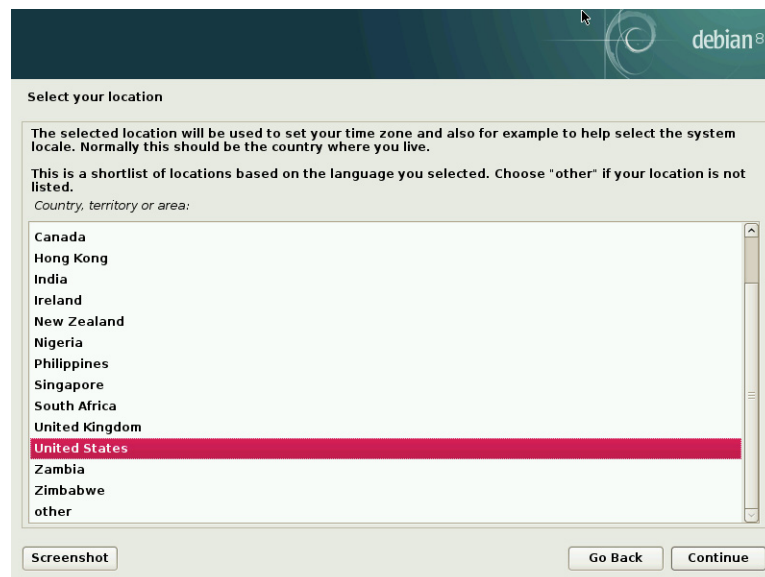 debian 8
Select your location
The selected location will be used to set your time zone and also for example to help select the system
locale. Normally this should be the country where you live.
This is a shortlist of locations based on the language you selected. Choose "other" if your location is not
listed.
Country, territory or area:
Canada
Hong Kong
India
Ireland
New Zealand
Nigeria
Philippines
Singapore
South Africa
United Kingdom
United States
Zambia
Zimbabwe
other
Screenshot
Go Back
Continue